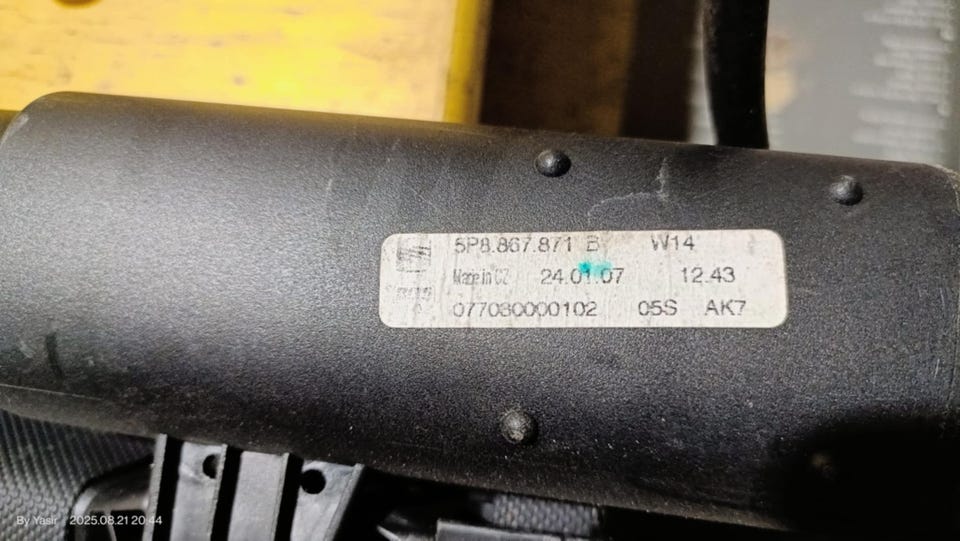 5P8.867.871 B W14
Made in CZ 24.01.07 12.43
077080000102 05S AK7
By Yasir 2025.08.21 20:44